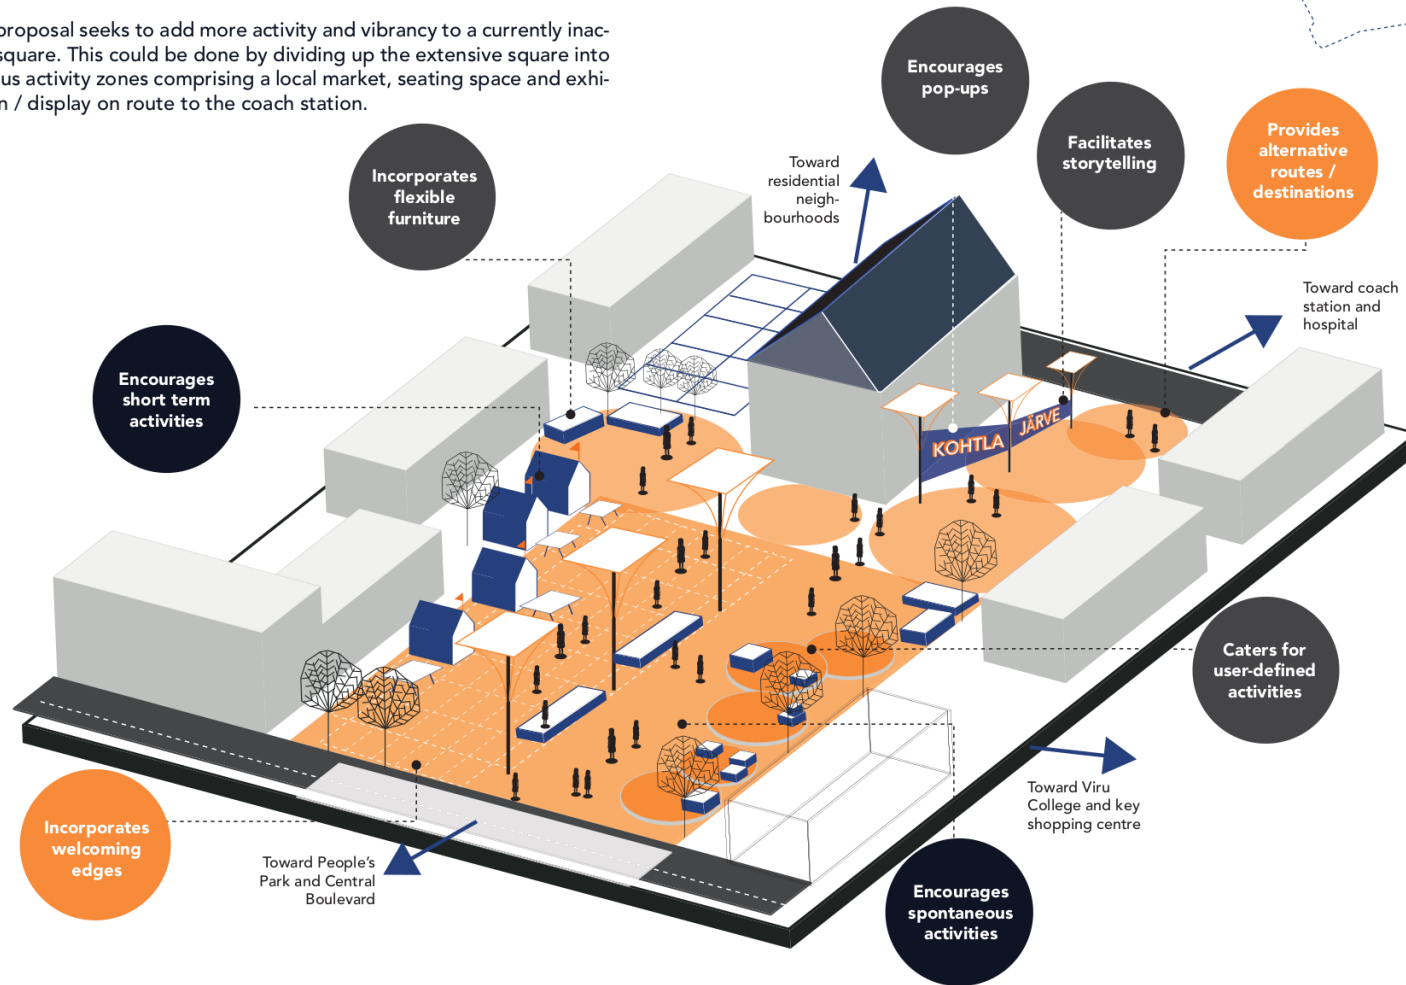 proposal seeks to add more activity and vibrancy to a currently inac-
square. This could be done by dividing up the extensive square into
us activity zones comprising a local market, seating space and exhi-
n / display on route to the coach station.
Encourages
pop-ups
Facilitates
storytelling
Provides
alternative
routes /
destinations
Incorporates
flexible
furniture
Toward
residential
neigh-
bourhoods
Toward coach
station and
hospital
Encourages
short term
activities
KOHTLA JÄRVE
Caters for
user-defined
activities
Toward Viru
College and key
shopping centre
Incorporates
welcoming
edges
Toward People's
Park and Central
Boulevard
Encourages
spontaneous
activities